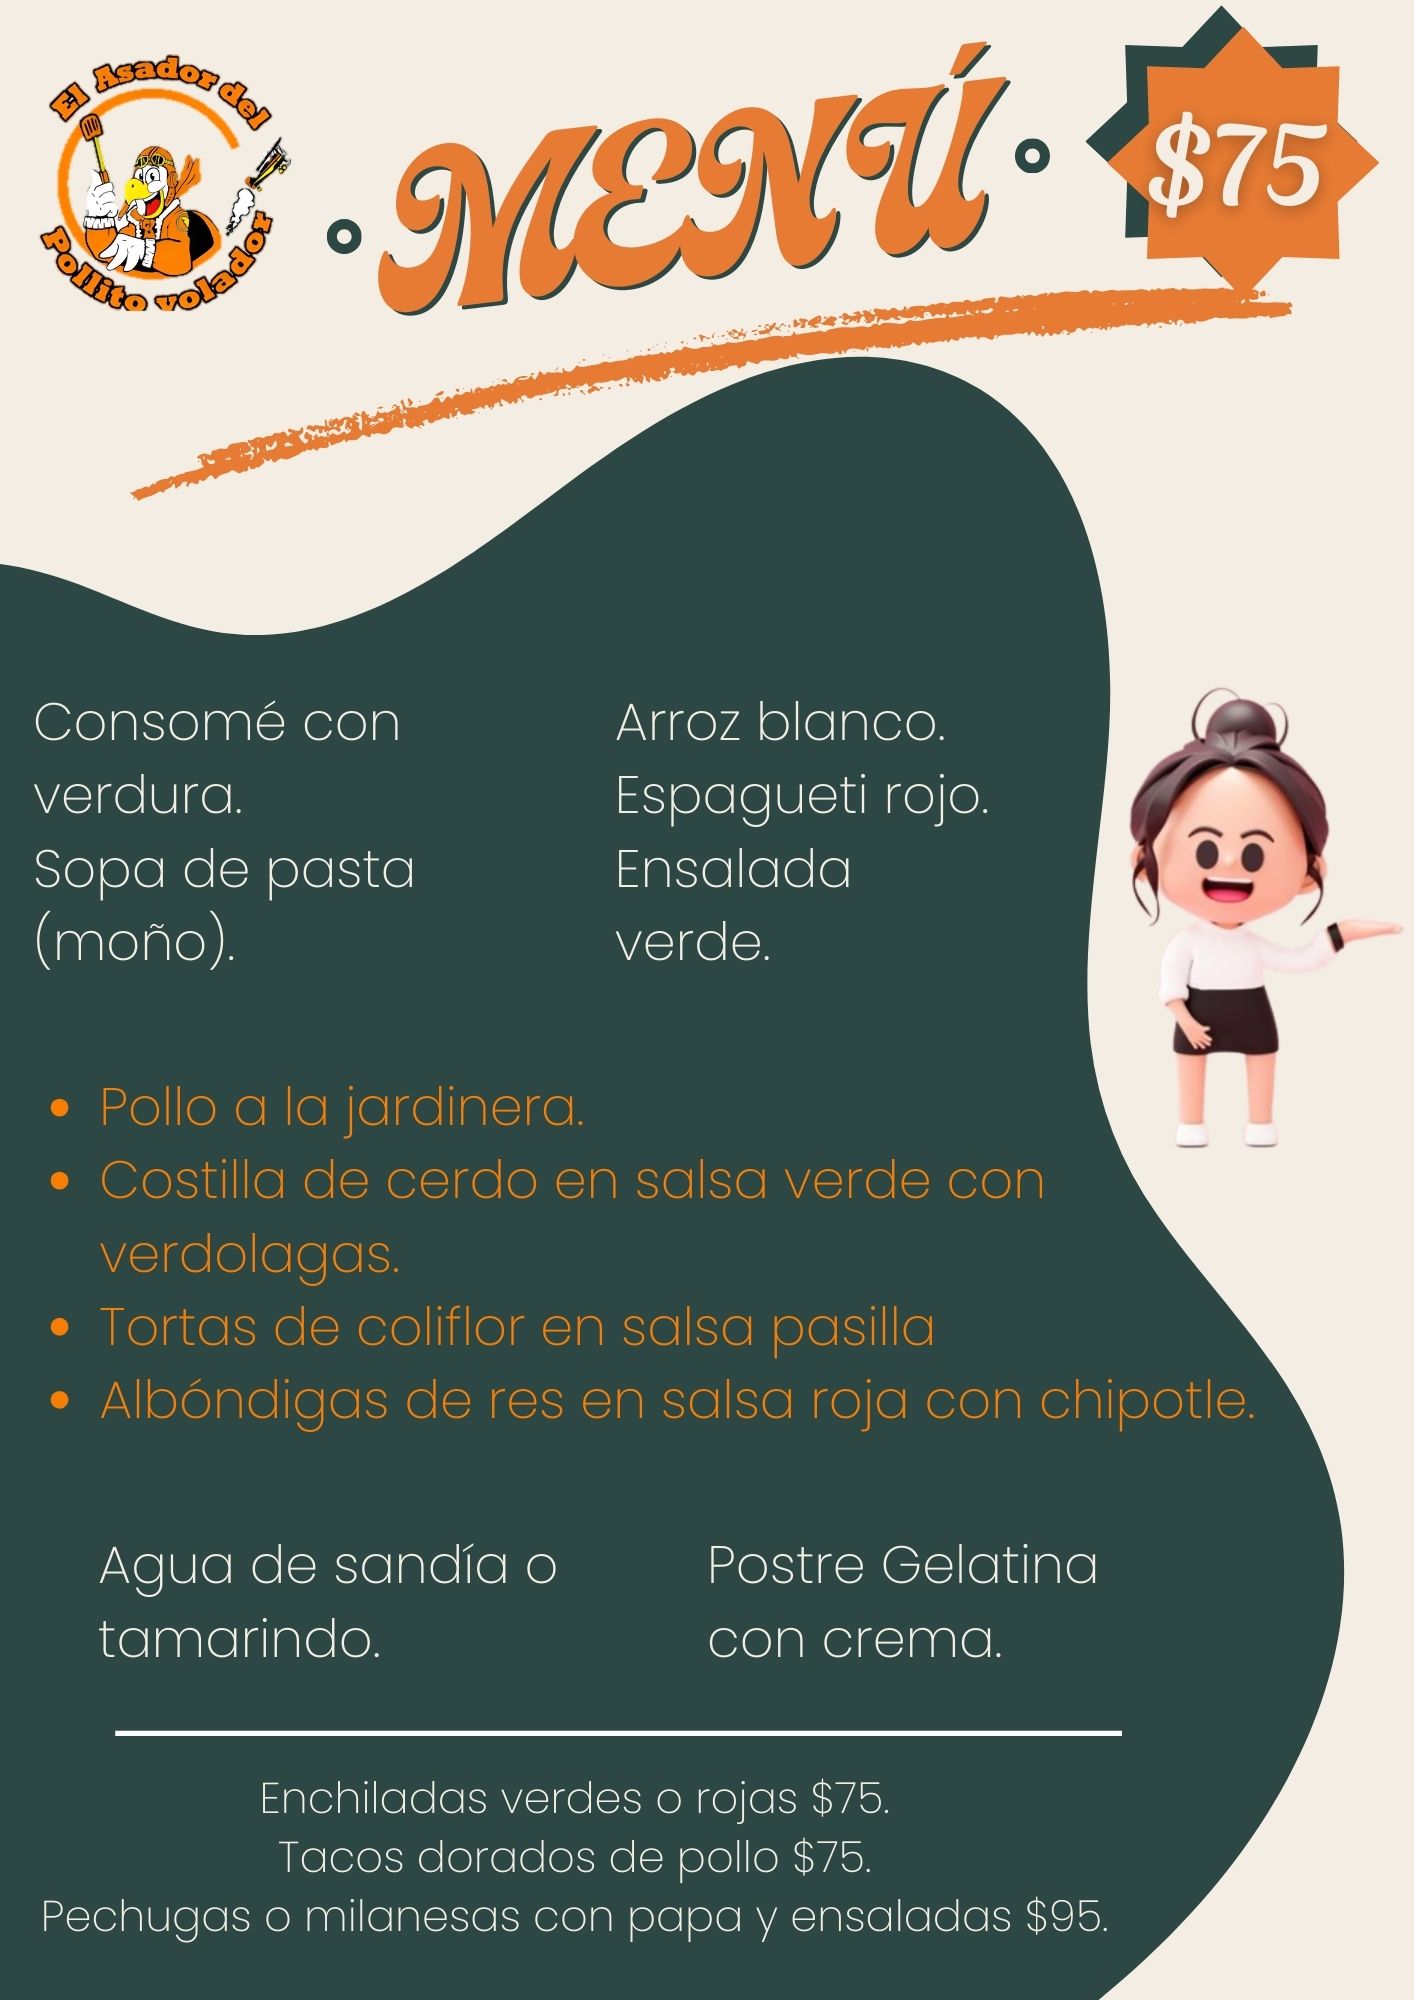 El Asador del
Pollito volador
MENÚ
$75
Consomé con
verdura.
Sopa de pasta
(moño).
Arroz blanco.
Espagueti rojo.
Ensalada
verde.
• Pollo a la jardinera.
• Costilla de cerdo en salsa verde con
verdolagas.
• Tortas de coliflor en salsa pasilla
• Albóndigas de res en salsa roja con chipotle.
Agua de sandía o
tamarindo.
Postre Gelatina
con crema.
Enchiladas verdes o rojas $75.
Tacos dorados de pollo $75.
Pechugas o milanesas con papa y ensaladas $95.